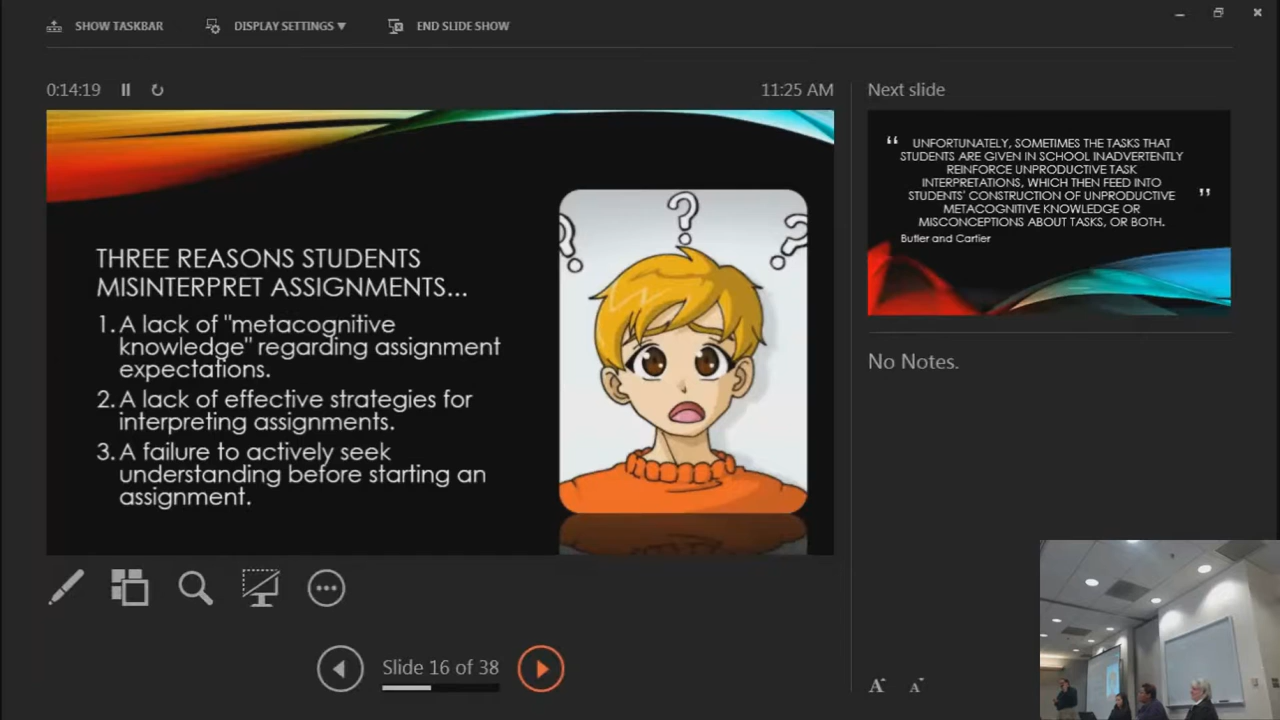 SHOW TASKBAR
DISPLAY SETTINGS ▼
END SLIDE SHOW
0:14:19
11:25 AM
THREE REASONS STUDENTS
MISINTERPRET ASSIGNMENTS...
1. A lack of "metacognitive
knowledge" regarding assignment
expectations.
2. A lack of effective strategies for
interpreting assignments.
3. A failure to actively seek
understanding before starting an
assignment.
? ? ?
Slide 16 of 38
Next slide
“ UNFORTUNATELY, SOMETIMES THE TASKS THAT
STUDENTS ARE GIVEN IN SCHOOL INADVERTENTLY
REINFORCE UNPRODUCTIVE TASK
INTERPRETATIONS, WHICH THEN FEED INTO
STUDENTS' CONSTRUCTION OF UNPRODUCTIVE ”
METACOGNITIVE KNOWLEDGE OR
MISCONCEPTIONS ABOUT TASKS, OR BOTH.
Butler and Cartier
No Notes.
A A